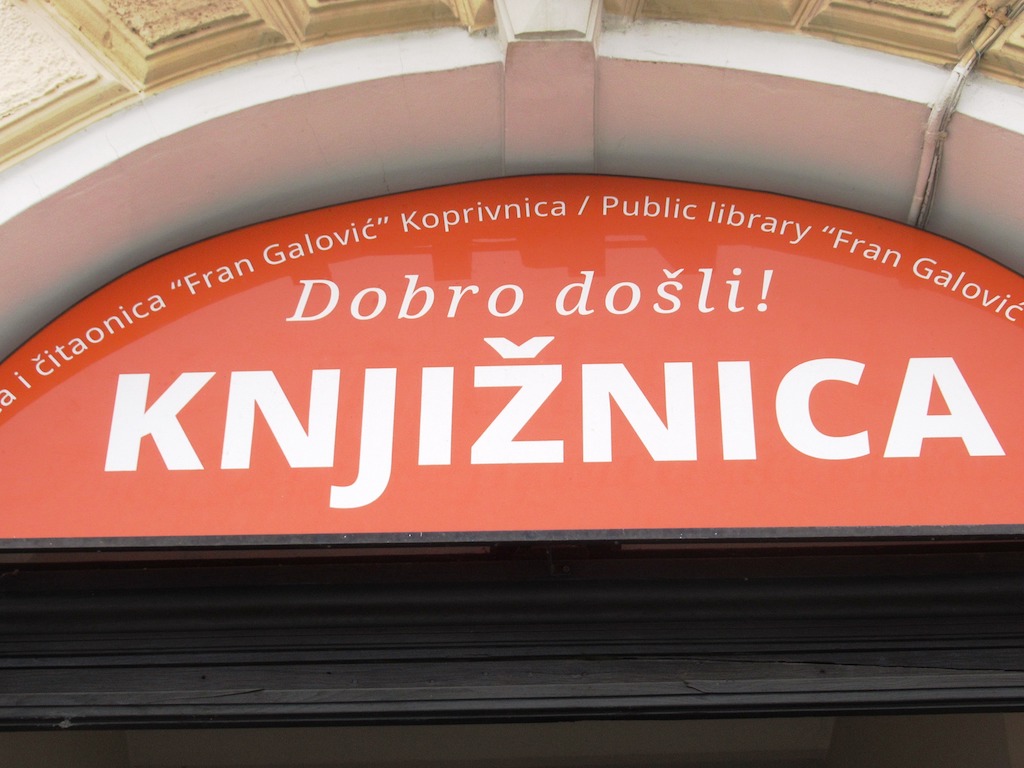 i čitaonica “Fran Galović” Koprivnica / Public library “Fran Galović
Dobro došli!
KNJIŽNICA